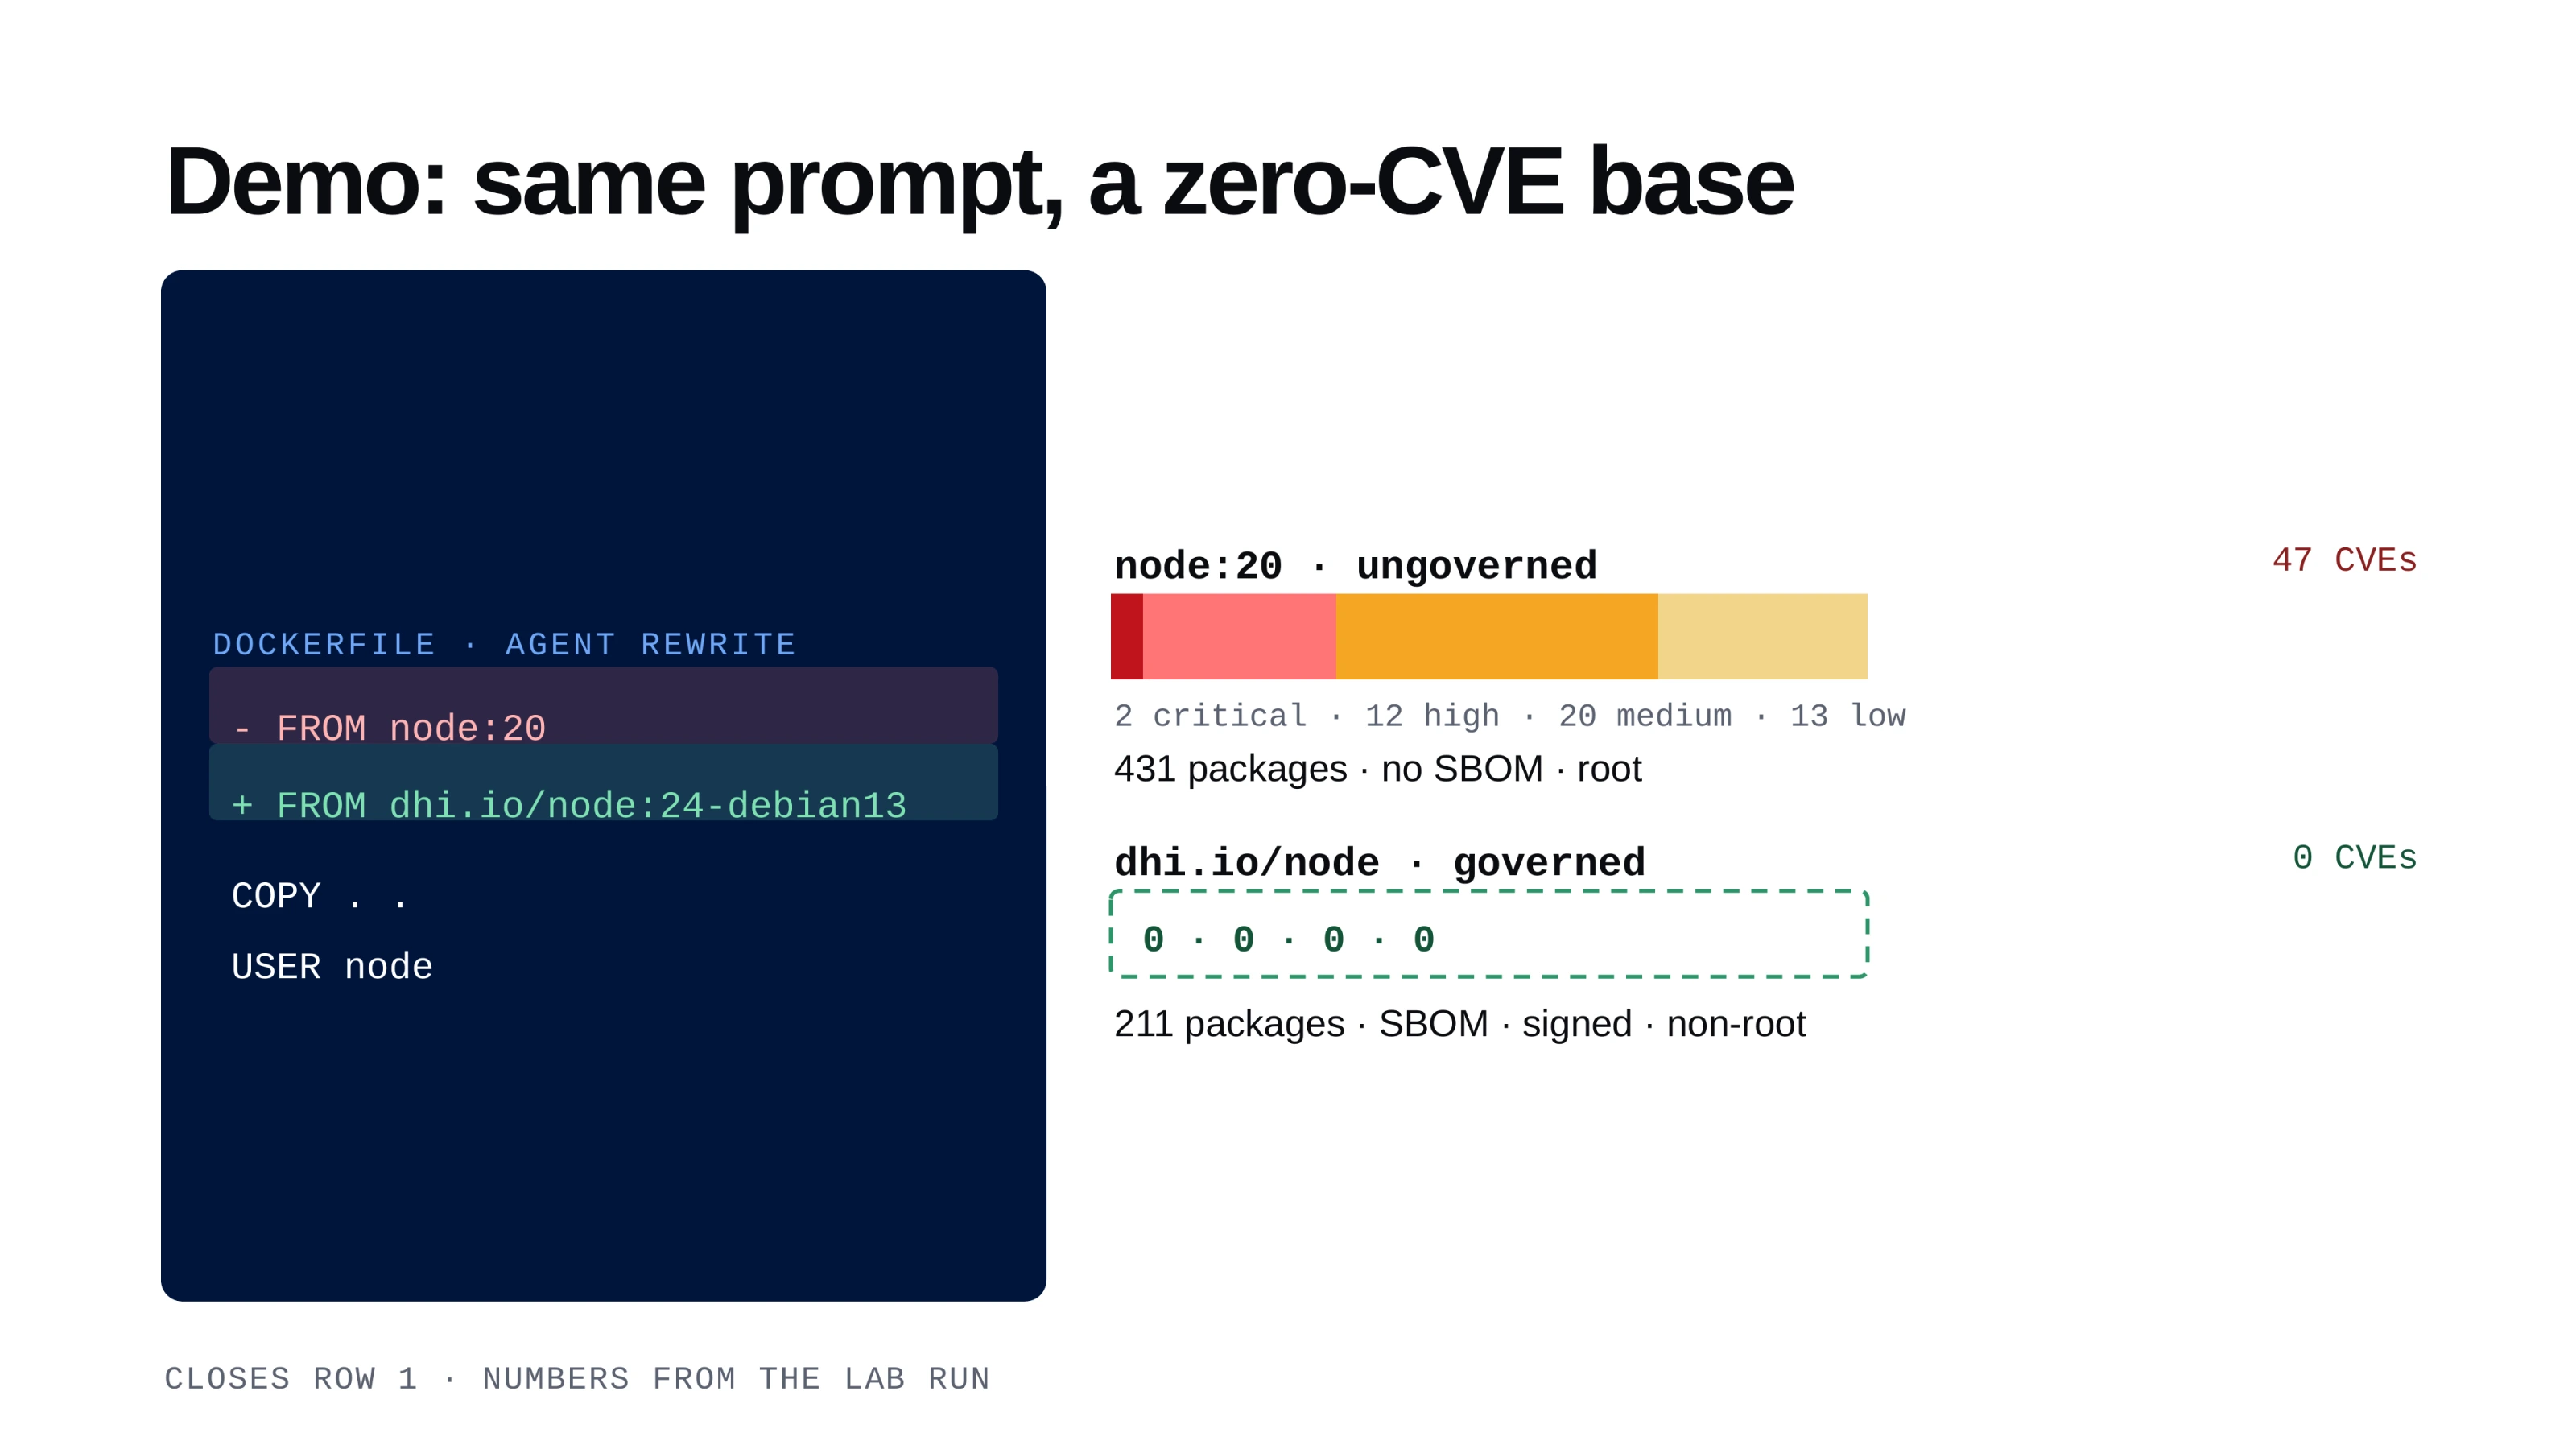 Demo: same prompt, a zero-CVE base
DOCKERFILE · AGENT REWRITE
- FROM node:20
+ FROM dhi.io/node:24-debian13
COPY . .
USER node
node:20 · ungoverned
47 CVEs
2 critical · 12 high · 20 medium · 13 low
431 packages · no SBOM · root
dhi.io/node · governed
0 CVEs
0 · 0 · 0 · 0
211 packages · SBOM · signed · non-root
CLOSES ROW 1 · NUMBERS FROM THE LAB RUN